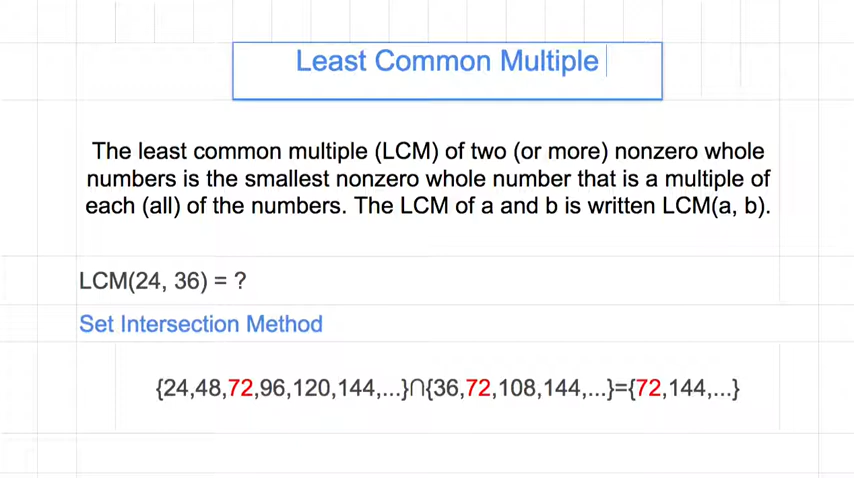 Least Common Multiple
The least common multiple (LCM) of two (or more) nonzero whole
numbers is the smallest nonzero whole number that is a multiple of
each (all) of the numbers. The LCM of a and b is written LCM(a, b).
LCM(24, 36) = ?
Set Intersection Method
{24,48,72,96,120,144,...}∩{36,72,108,144,...}={72,144,...}